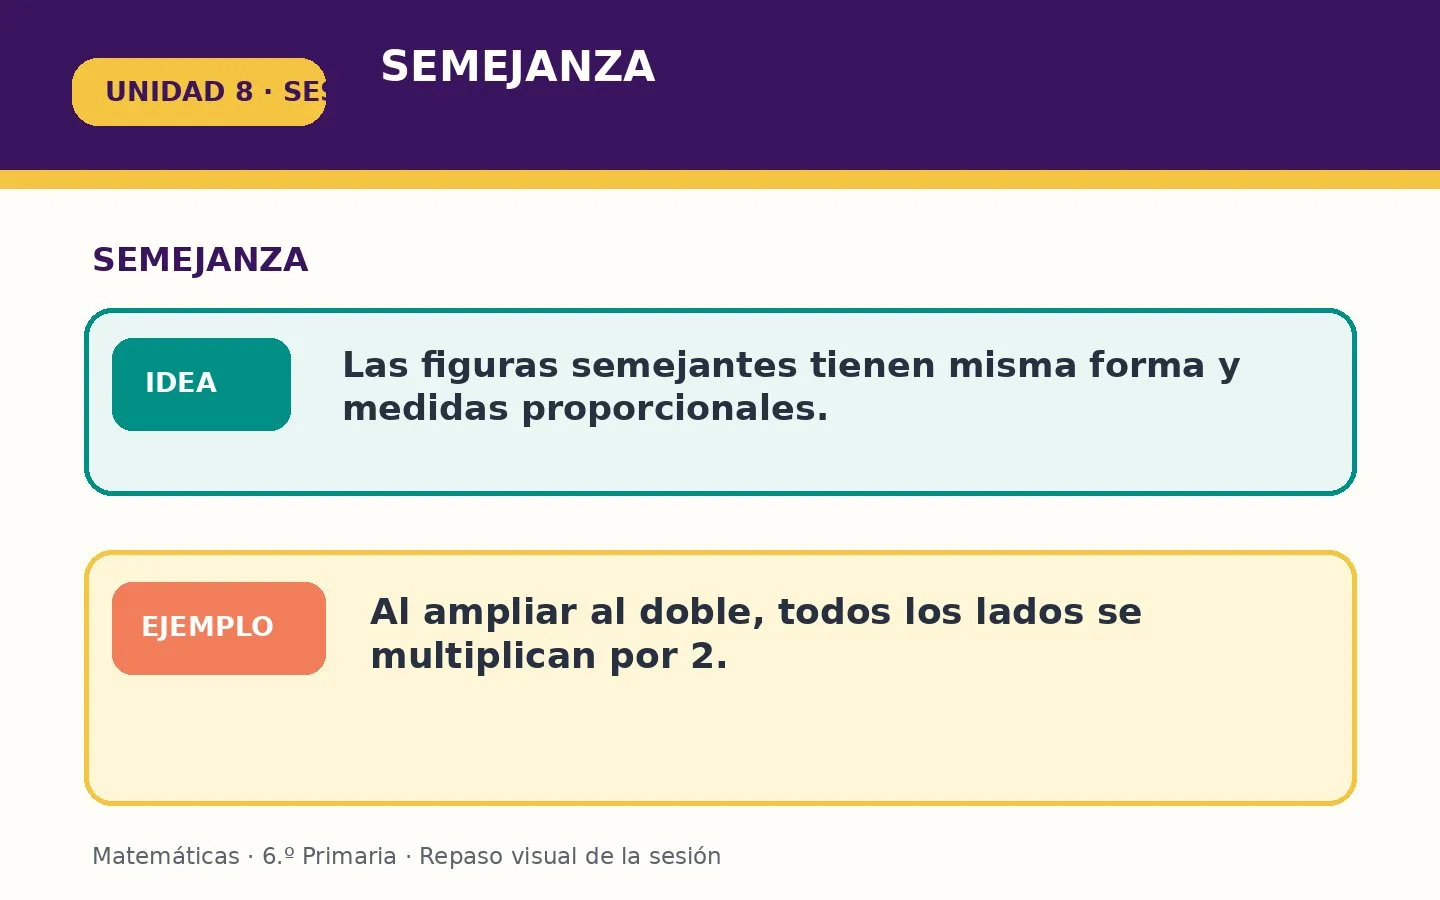 UNIDAD 8 · SES
SEMEJANZA
SEMEJANZA
IDEA
Las figuras semejantes tienen misma forma y
medidas proporcionales.
EJEMPLO
Al ampliar al doble, todos los lados se
multiplican por 2.
Matemáticas · 6.º Primaria · Repaso visual de la sesión